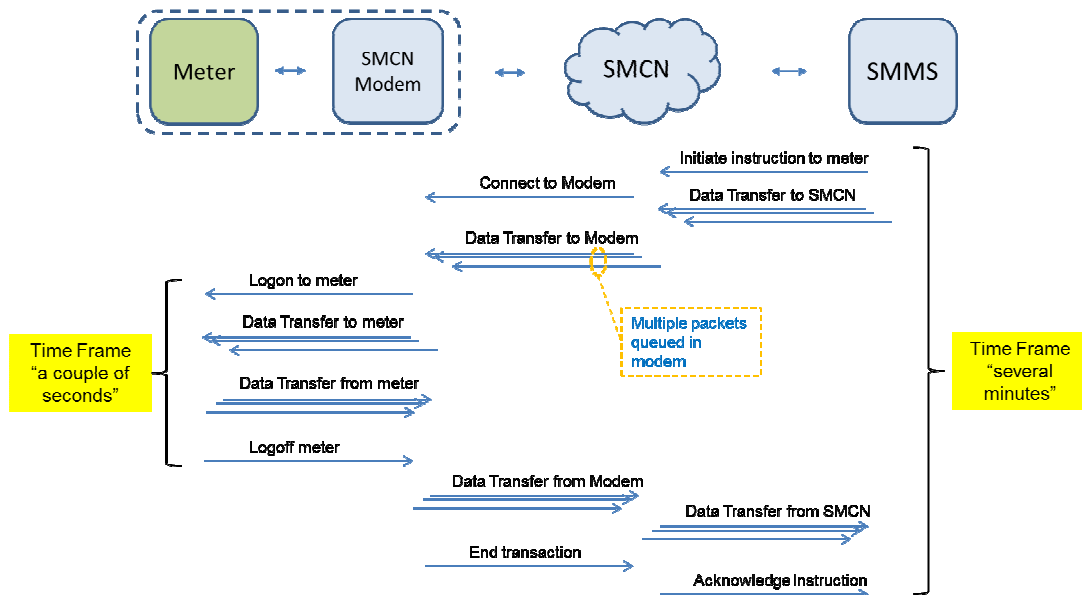 Meter
SMCN
Modem
SMCN
SMMS
Initiate instruction to meter
Connect to Modem
Data Transfer to SMCN
Data Transfer to Modem
Logon to meter
Multiple packets
queued in
modem
Data Transfer to meter
Time Frame
“a couple of
seconds”
Time Frame
“several
minutes”
Data Transfer from meter
Logoff meter
Data Transfer from Modem
Data Transfer from SMCN
End transaction
Acknowledge Instruction